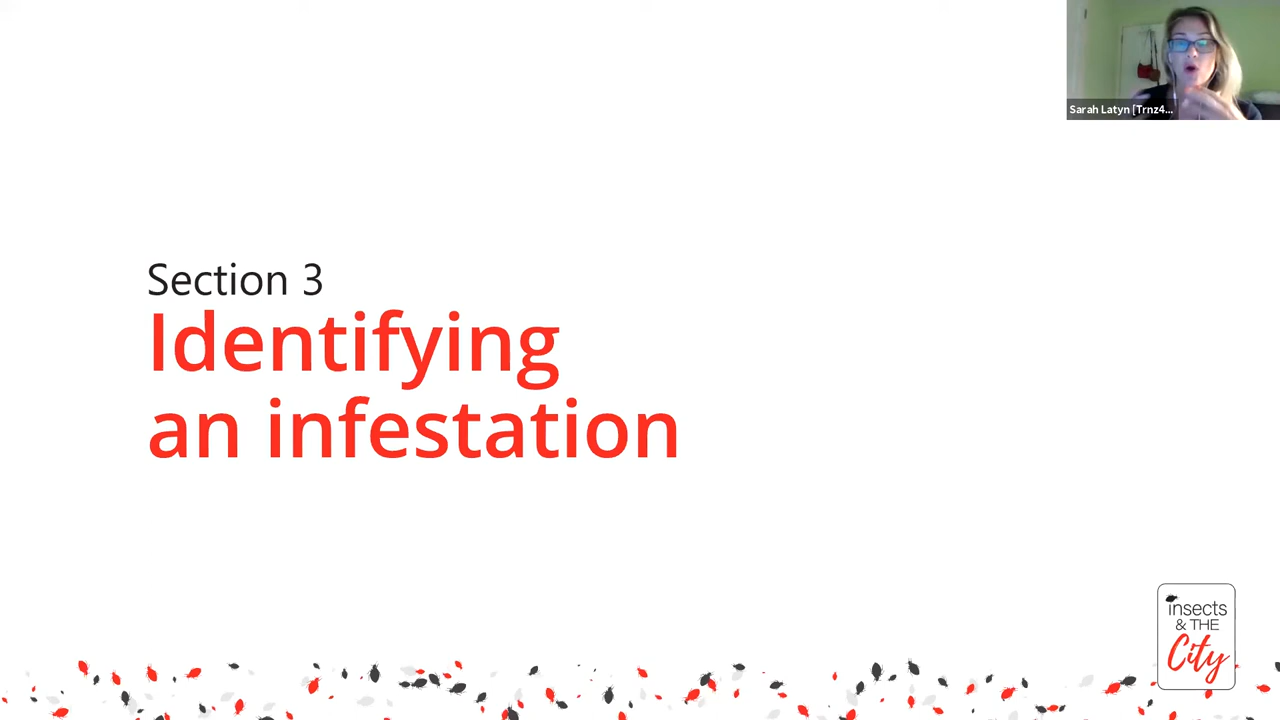 Sarah Latyn [Trnz4...
Section 3
Identifying
an infestation
insects
& THE
City